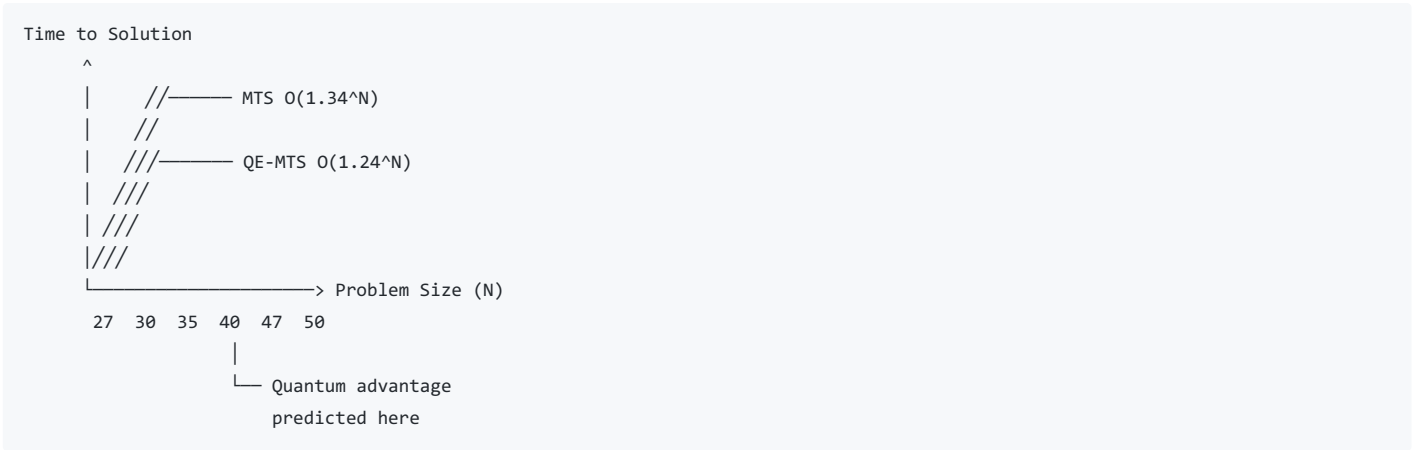 Time to Solution
^
│ //────── MTS O(1.34^N)
│ //
│ ///─────── QE-MTS O(1.24^N)
│ ///
│ ///
|///
└─────────────────────> Problem Size (N)
27 30 35 40 47 50
│
└── Quantum advantage
predicted here